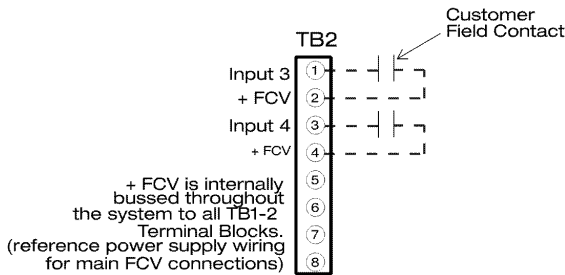 Customer
Field Contact
TB2
Input 3 1
+ FCV 2
Input 4 3
+ FCV 4
5
+ FCV is internally
bussed throughout
the system to all TB1-2 6
Terminal Blocks. 7
(reference power supply wiring
for main FCV connections) 8